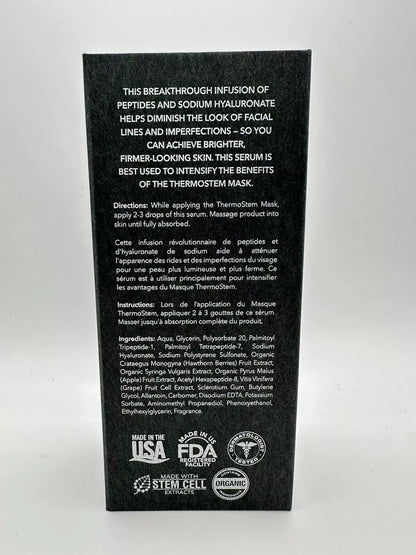 THIS BREAKTHROUGH INFUSION OF
PEPTIDES AND SODIUM HYALURONATE
HELPS DIMINISH THE LOOK OF FACIAL
LINES AND IMPERFECTIONS – SO YOU
CAN ACHIEVE BRIGHTER,
FIRMER-LOOKING SKIN. THIS SERUM IS
BEST USED TO INTENSIFY THE BENEFITS
OF THE THERMOSTEM MASK.
Directions: While applying the ThermoStem Mask,
apply 2-3 drops of this serum. Massage product into
skin until fully absorbed.
Cette infusion révolutionnaire de peptides et
d'hyaluronate de sodium aide à atténuer
l'apparence des rides et des imperfections du visage
pour une peau plus lumineuse et plus ferme. Ce
sérum est à utiliser principalement pour intensifier
les avantages du Masque ThermoStem.
Instructions: Lors de l'application du Masque
ThermoStem, appliquer 2 à 3 gouttes de ce sérum.
Masser jusqu'à absorption complète du produit.
Ingredients: Aqua, Glycerin, Polysorbate 20, Palmitoyl
Tripeptide-1, Palmitoyl Tetrapeptide-7, Sodium
Hyaluronate, Sodium Polystyrene Sulfonate, Organic
Crataegus Monogyna (Hawthorn Berries) Fruit Extract,
Organic Syringa Vulgaris Extract, Organic Pyrus Malus
(Apple) Fruit Extract, Acetyl Hexapeptide-8, Vitis Vinifera
(Grape) Fruit Cell Extract, Sclerotium Gum, Butylene
Glycol, Allantoin, Carbomer, Disodium EDTA, Potassium
Sorbate, Aminomethyl Propanediol, Phenoxyethanol,
Ethylhexylglycerin, Fragrance.
MADE IN THE
USA
MADE IN US
FDA
REGISTERED
FACILITY
DERMATOLOGIST
TESTED
MADE WITH
STEM CELL
EXTRACTS
ORGANIC